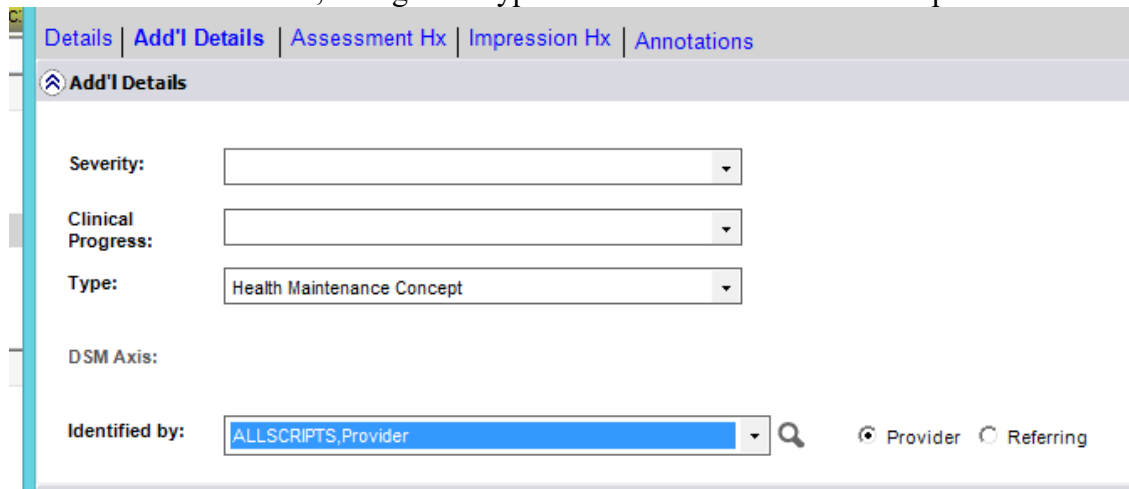 Details | Add'l Details | Assessment Hx | Impression Hx | Annotations
Add'l Details
Severity:
Clinical
Progress:
Type: Health Maintenance Concept
DSM Axis:
Identified by: ALLSCRIPTS,Provider Provider Referring